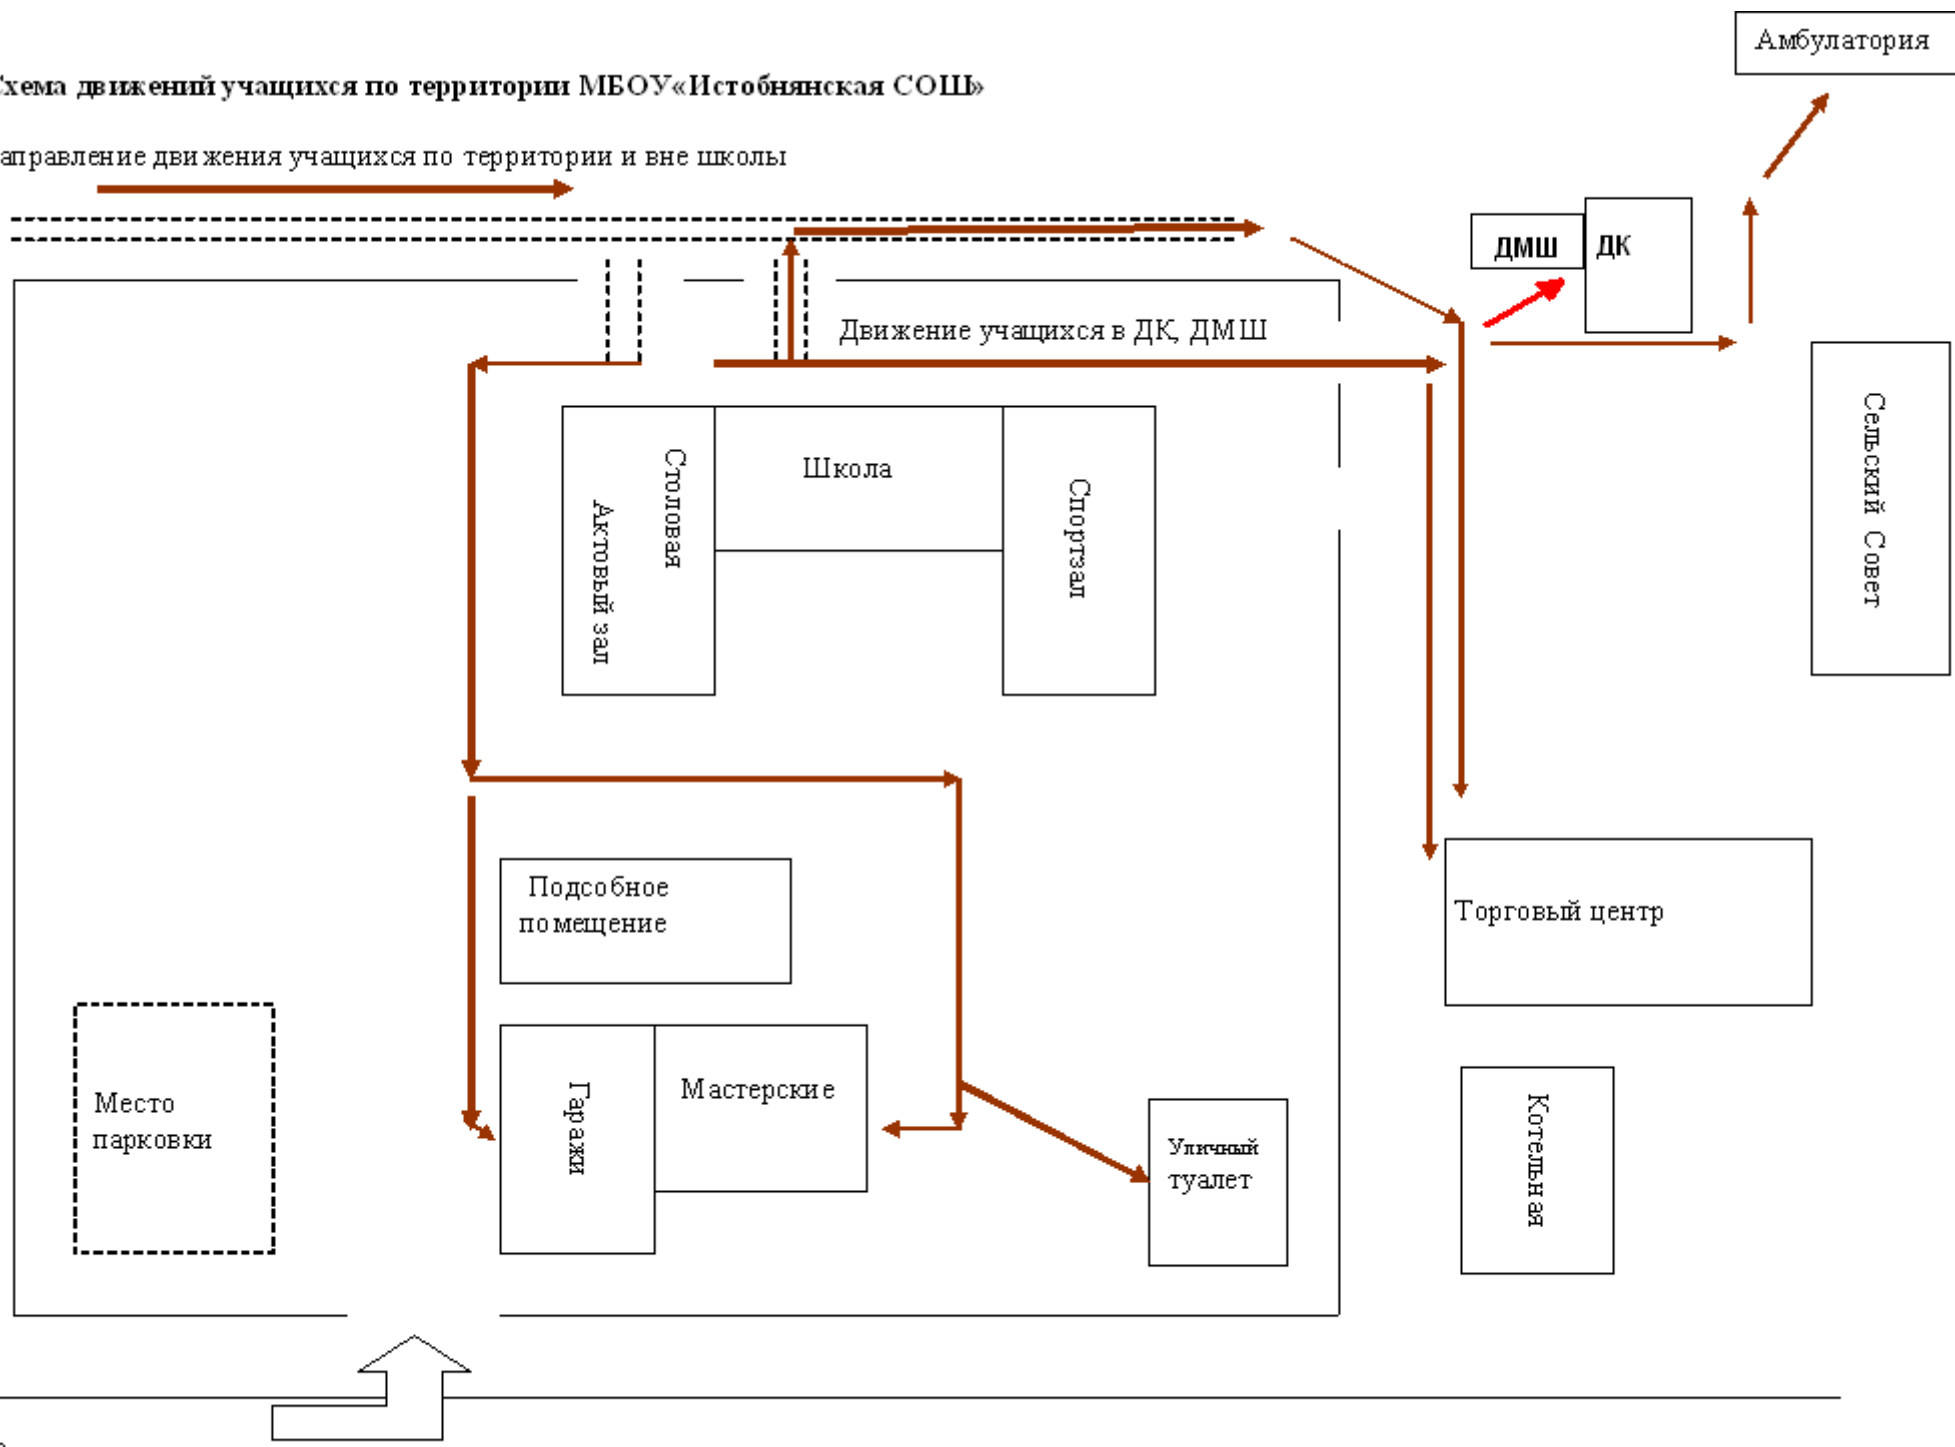 Амбулатория
Схема движений учащихся по территории МБОУ«Истобнянская СОШ»
аправление движения учащихся по территории и вне школы
ДМШ
ДК
Движение учащихся в ДК, ДМШ
Школа
Столовая
Актовый зал
Спортзал
Сельский Совет
Подсобное
помещение
Торговый центр
Гаражи
Мастерские
Место
парковки
Уличный
туалет
Котельная